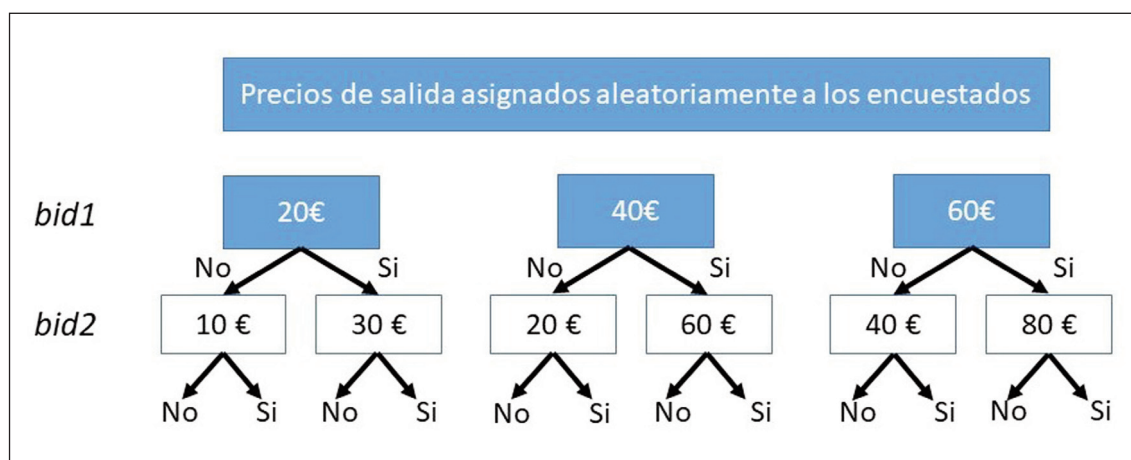 Precios de salida asignados aleatoriamente a los encuestados
bid1 20€ 40€ 60€
No Si No Si No Si
bid2 10 € 30 € 20 € 60 € 40 € 80 €
No Si No Si No Si No Si No Si No Si